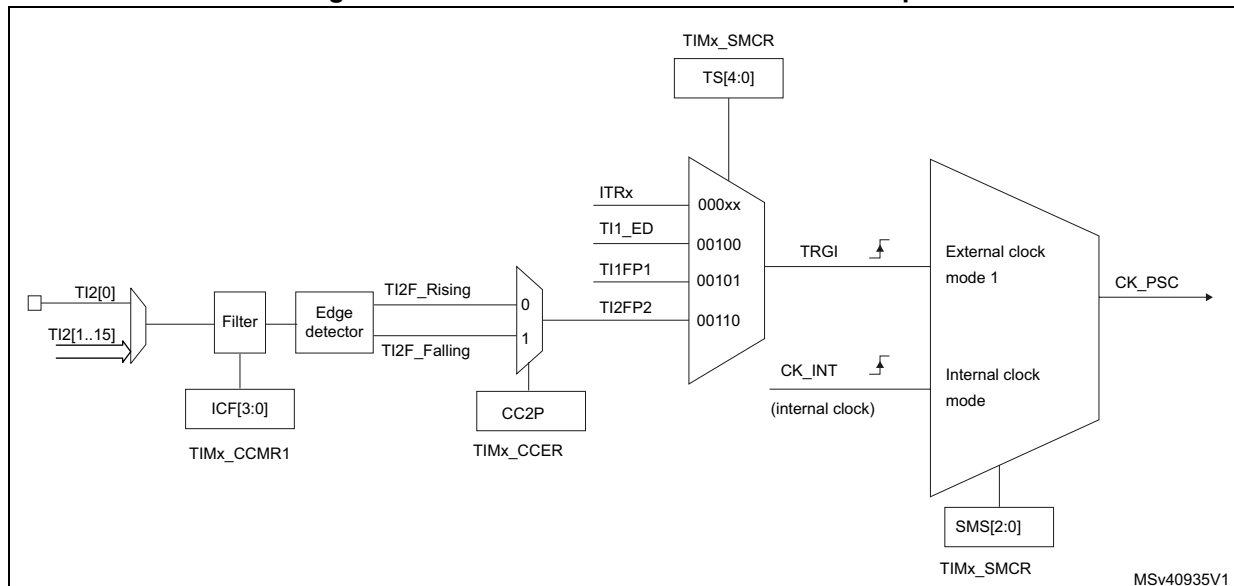 TIMx_SMCR
TS[4:0]
ITRx
000xx
TI1_ED
00100
TRGI
External clock
mode 1
TI1FP1
00101
CK_PSC
TI2[0]
TI2F_Rising
0
TI2FP2
00110
Filter
Edge
detector
TI2[1..15]
1
TI2F_Falling
CK_INT
Internal clock
mode
(internal clock)
ICF[3:0]
CC2P
TIMx_CCMR1
TIMx_CCER
SMS[2:0]
TIMx_SMCR
MSv40935V1